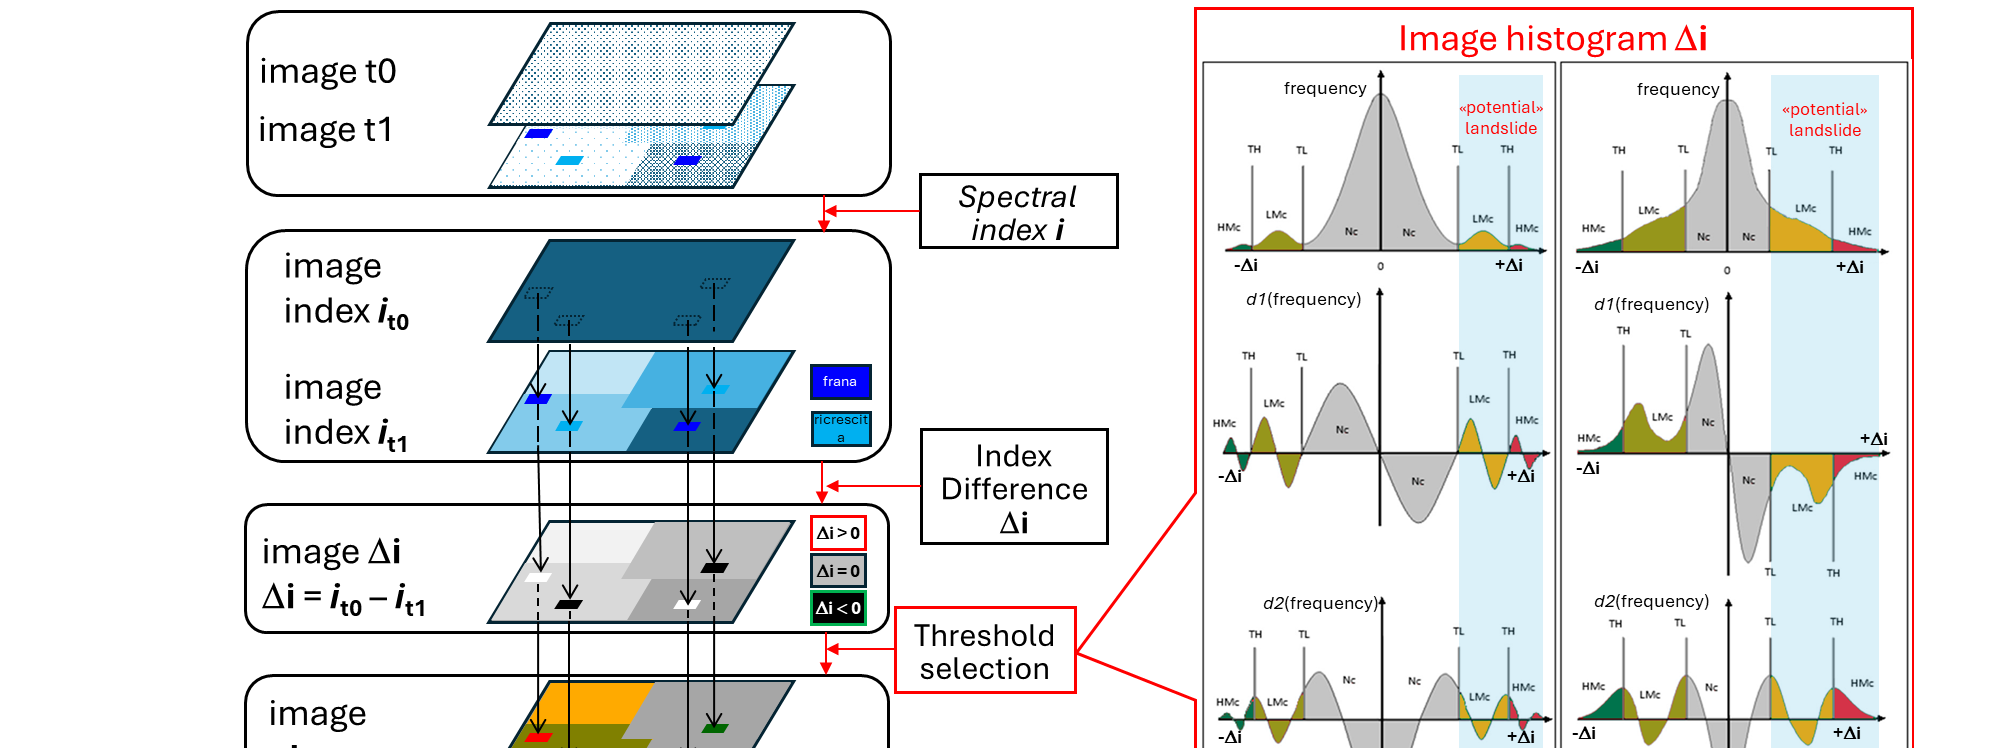 image t0
image t1
Spectral
index i
image
index it0
image
index it1
frana
ricrescit
a
Index
Difference
Δi
image Δi
Δi = it0 – it1
Δi > 0
Δi = 0
Δi < 0
Threshold
selection
image
Image histogram Δi
frequency
«potential»
landslide
TH
TL
TL
TH
HMc
LMc
Nc
Nc
LMc
HMc
-Δi
0
+Δi
frequency
«potential»
landslide
TH
TL
TL
TH
HMc
LMc
Nc
Nc
LMc
HMc
-Δi
0
+Δi
d1(frequency)
TH
TL
TL
TH
HMc
LMc
Nc
Nc
LMc
HMc
-Δi
+Δi
d1(frequency)
TH
TL
HMc
LMc
Nc
Nc
LMc
HMc
-Δi
+Δi
TL
TH
d2(frequency)
TH
TL
TL
TH
HMc
LMc
Nc
Nc
LMc
HMc
-Δi
+Δi
d2(frequency)
TH
TL
TL
TH
HMc
LMc
Nc
LMc
HMc
-Δi
+Δi